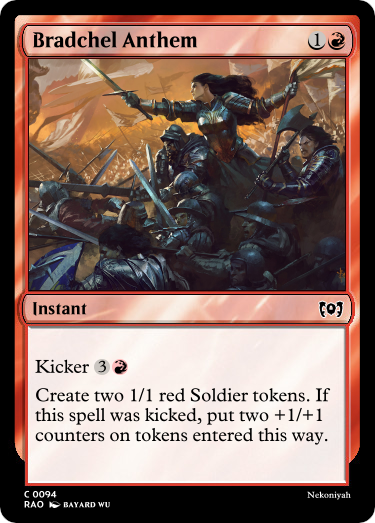 Bradchel Anthem 1
Instant
Kicker 3
Create two 1/1 red Soldier tokens. If
this spell was kicked, put two +1/+1
counters on tokens entered this way.
C 0094
Nekoniyah
RAO BAYARD WU